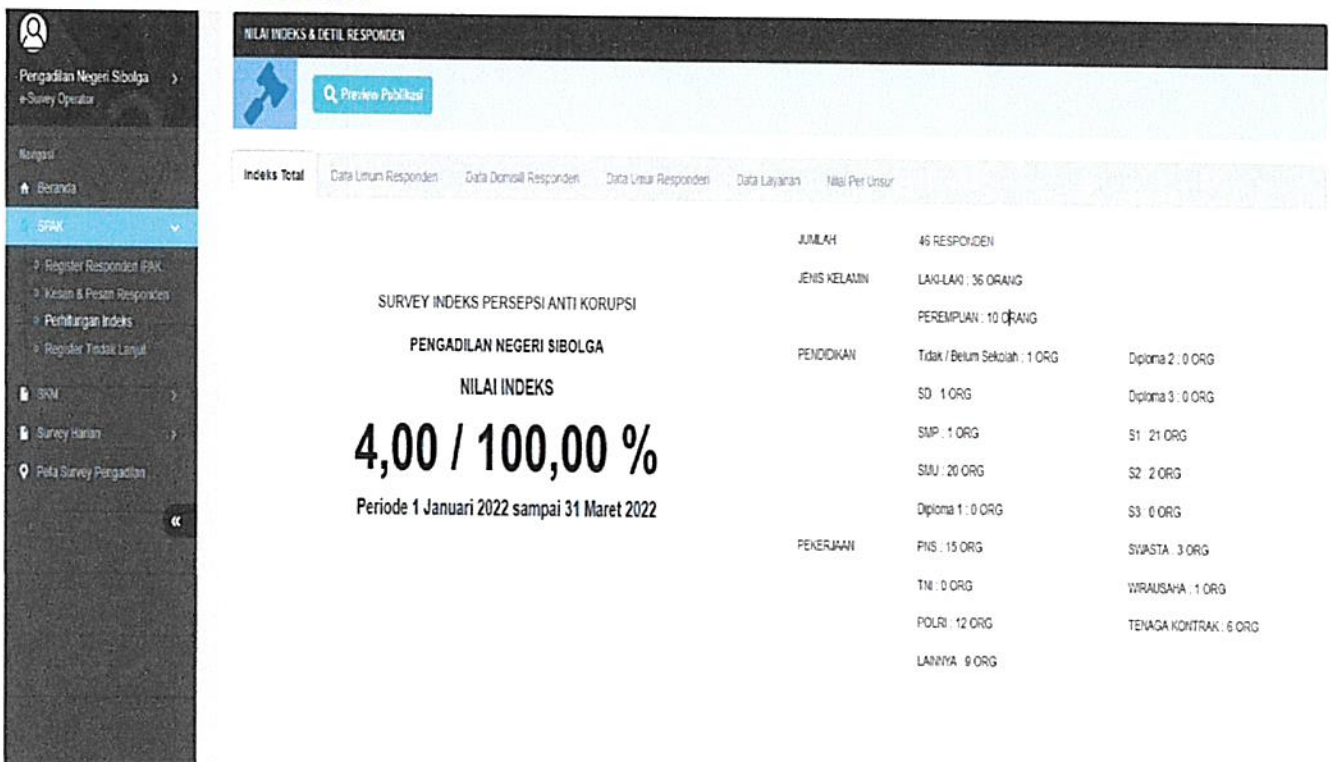 NILAI INDEKS & DETIL RESPONDEN
Pengadilan Negeri Sibolga
e-Survey Operator
Preview Publikasi
Navigasi
Beranda
SPAK
Register Responden IPAK
Kesan & Pesan Responden
Perhitungan Indeks
Register Tindak Lanjut
SKM
Survey Harian
Peta Survey Pengadilan
Indeks Total
Data Umum Responden
Data Domisili Responden
Data Umur Responden
Data Layanan
Nilai Per Unsur
SURVEY INDEKS PERSEPSI ANTI KORUPSI
PENGADILAN NEGERI SIBOLGA
NILAI INDEKS
4,00 / 100,00 %
Periode 1 Januari 2022 sampai 31 Maret 2022
JUMLAH 46 RESPONDEN
JENIS KELAMIN LAKI-LAKI : 36 ORANG
PEREMPUAN : 10 ORANG
PENDIDIKAN Tidak / Belum Sekolah : 1 ORG Diploma 2 : 0 ORG
SD : 1 ORG Diploma 3 : 0 ORG
SMP : 1 ORG S1 : 21 ORG
SMU : 20 ORG S2 : 2 ORG
Diploma 1 : 0 ORG S3 : 0 ORG
PEKERJAAN PNS : 15 ORG SWASTA : 3 ORG
TNI : 0 ORG WIRAUSAHA : 1 ORG
POLRI : 12 ORG TENAGA KONTRAK : 6 ORG
LAINNYA : 9 ORG